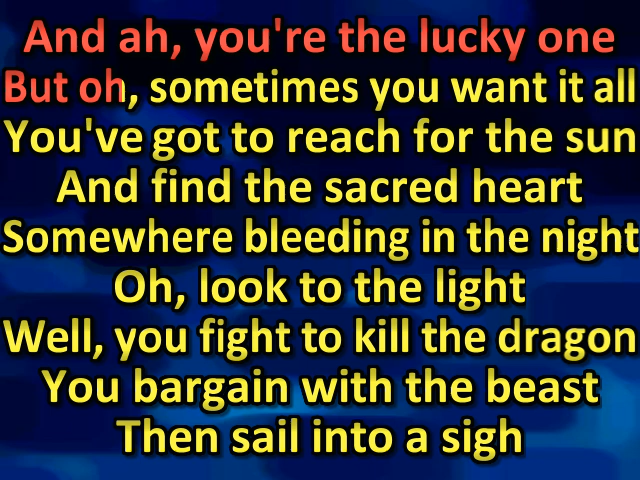 And ah, you're the lucky one
But oh, sometimes you want it all
You've got to reach for the sun
And find the sacred heart
Somewhere bleeding in the night
Oh, look to the light
Well, you fight to kill the dragon
You bargain with the beast
Then sail into a sigh